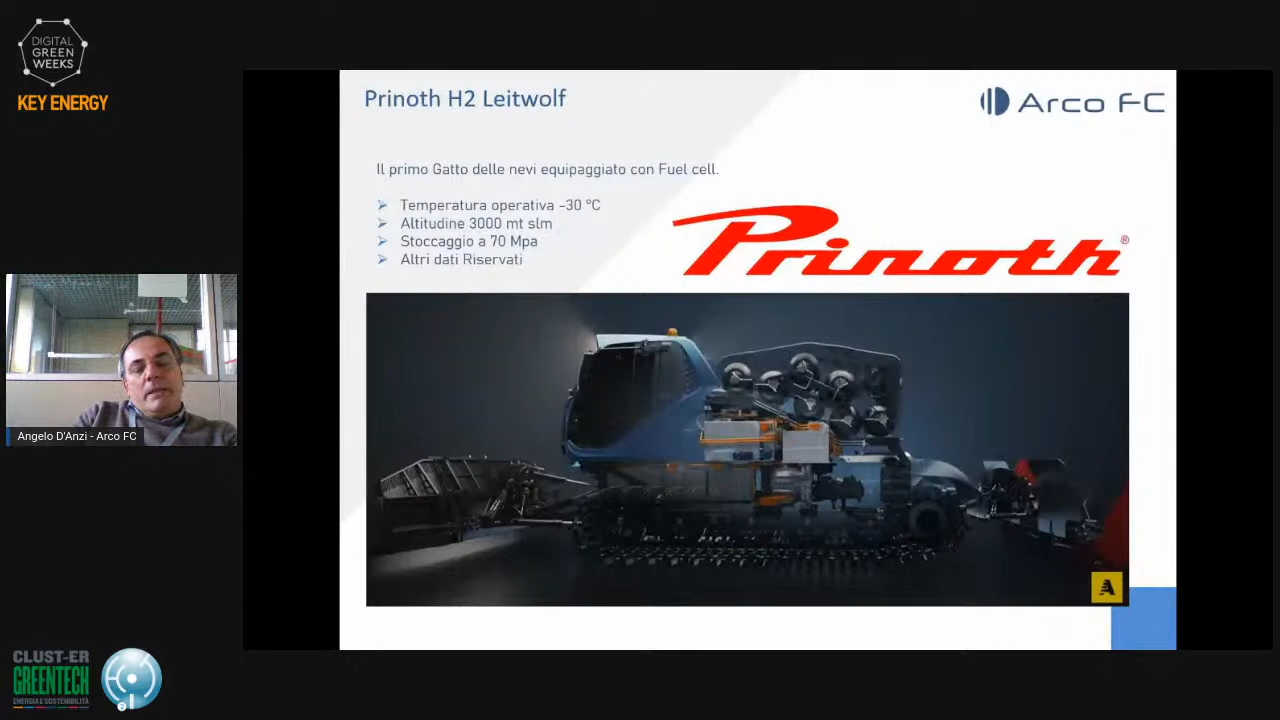 DIGITAL
GREEN
WEEKS
KEY ENERGY
Prinoth H2 Leitwolf
Arco FC
Il primo Gatto delle nevi equipaggiato con Fuel cell.
Temperatura operativa -30 °C
Altitudine 3000 mt slm
Stoccaggio a 70 Mpa
Altri dati Riservati
Prinoth®
Angelo D'Anzi - Arco FC
A
CLUST-ER
GREENTECH
ENERGIA E SOSTENIBILITÀ
2